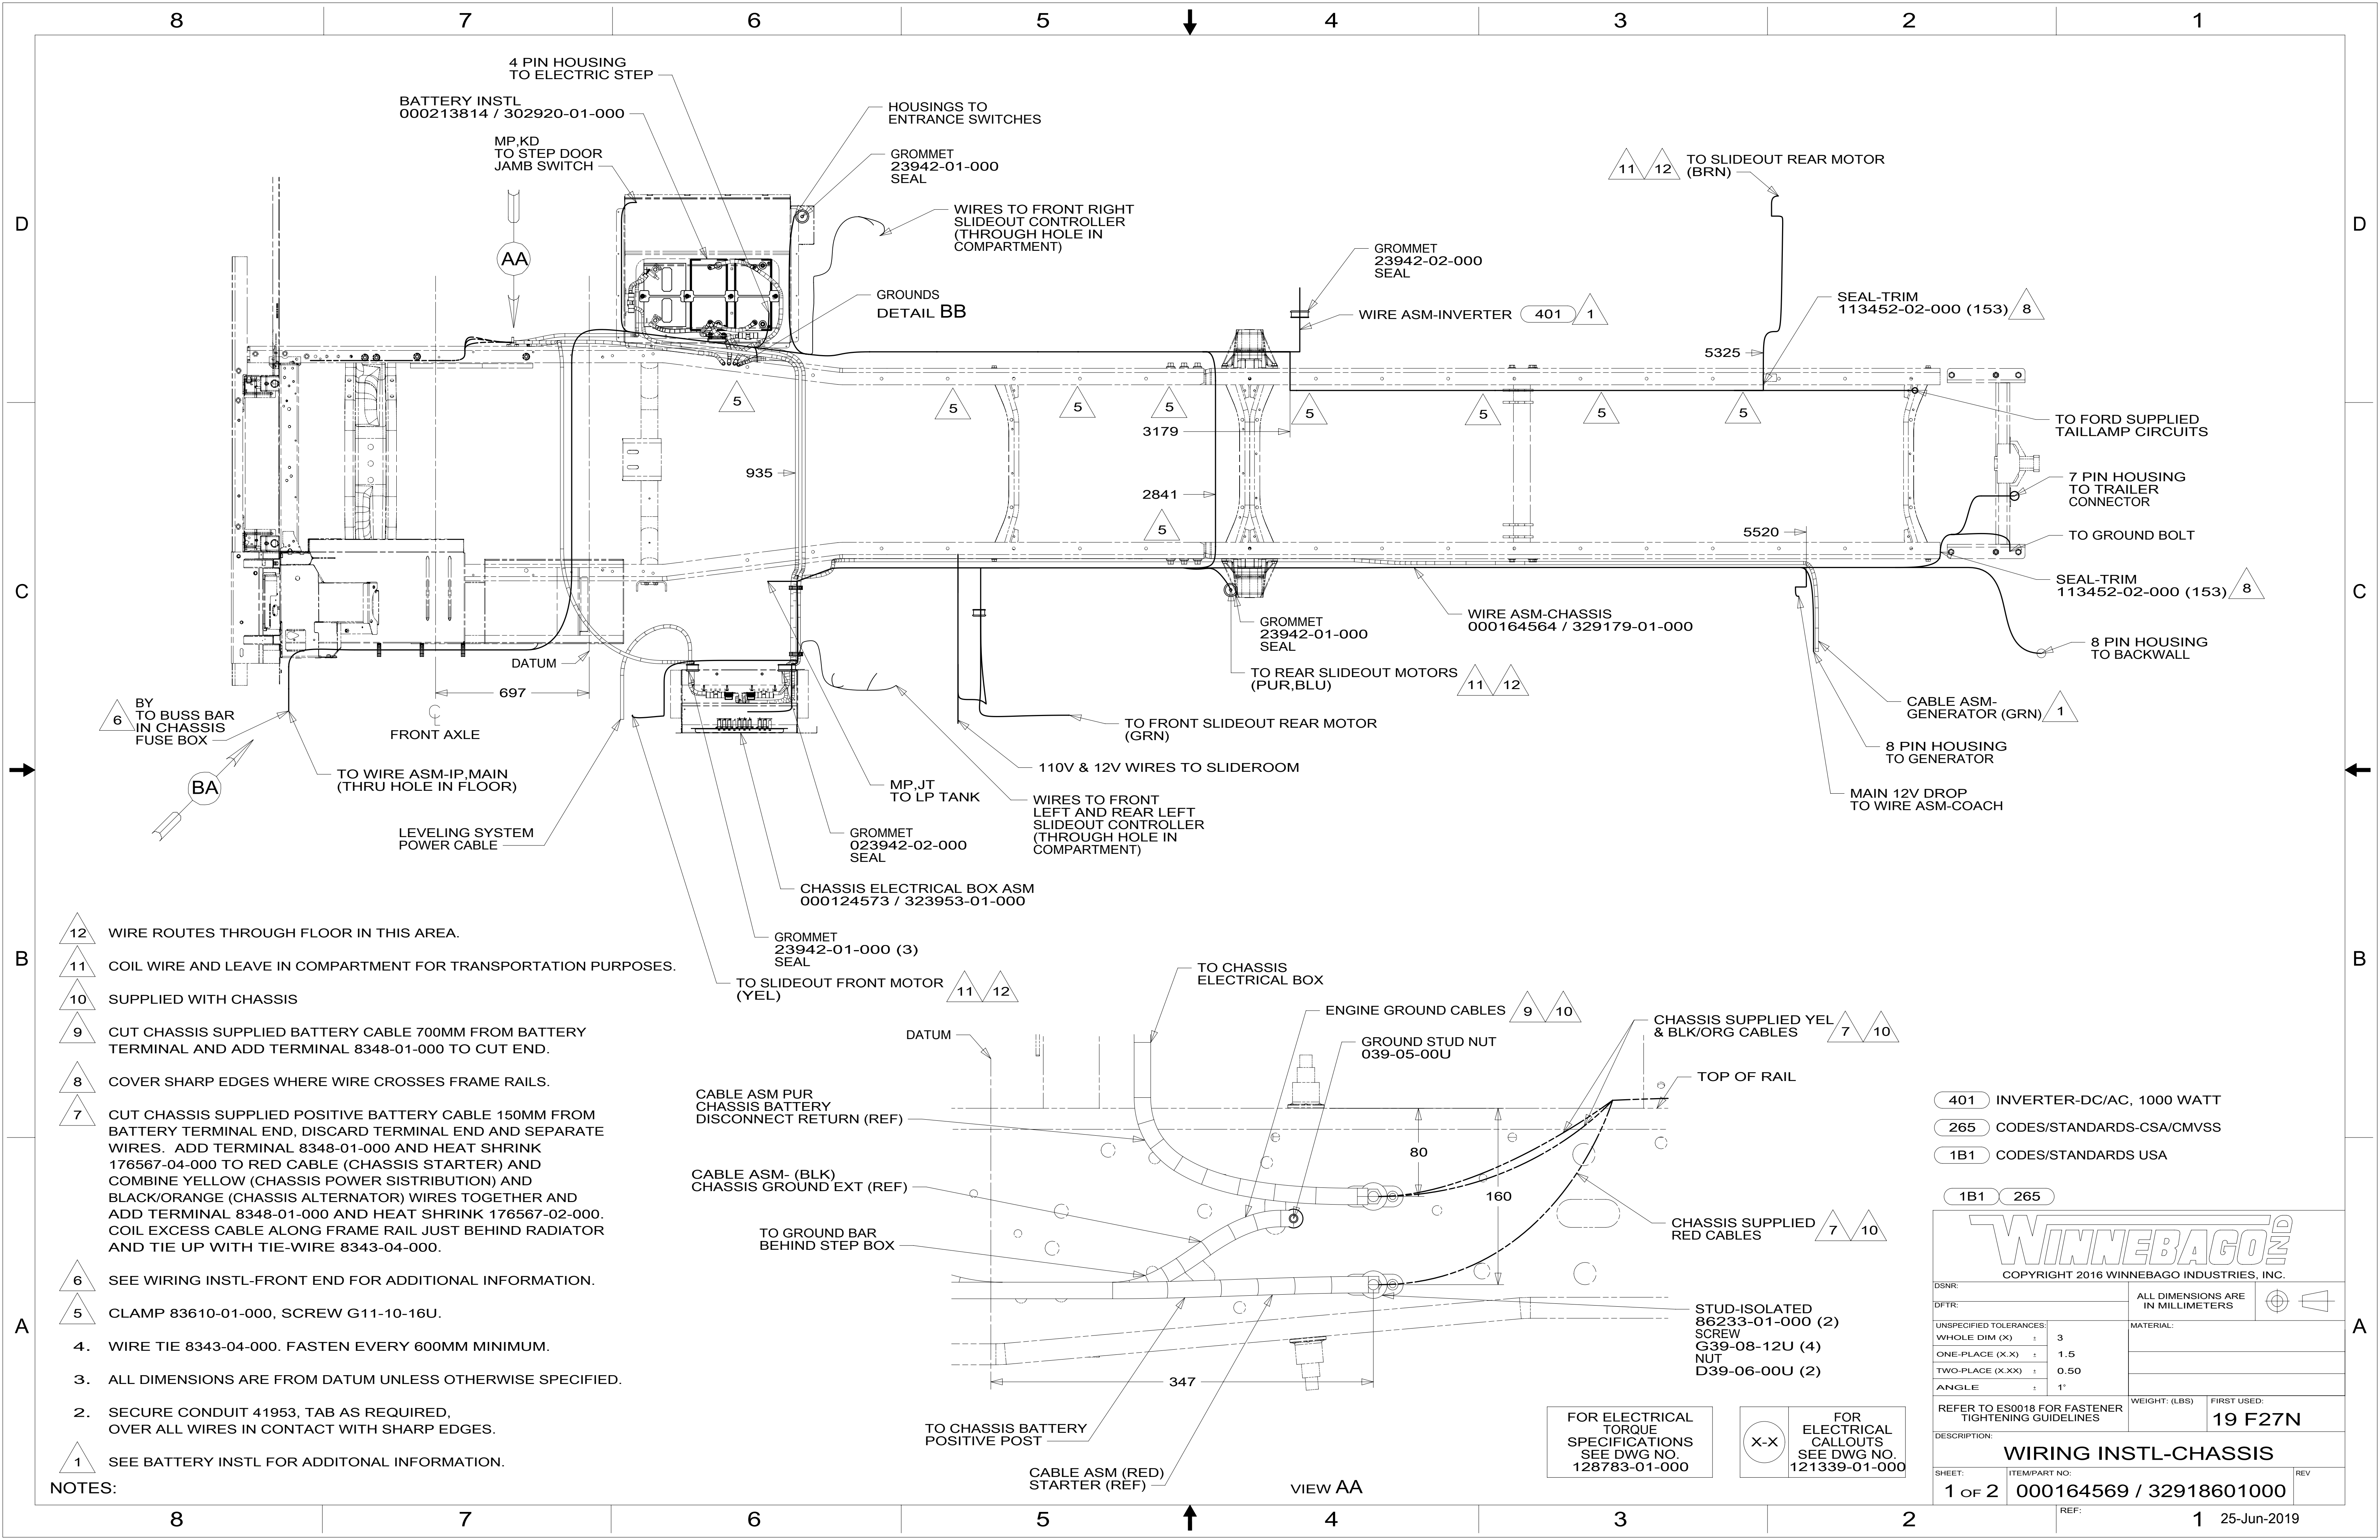 8 7 6 5 4 3 2 1
D
C
B
A
D
C
B
A
4 PIN HOUSING
TO ELECTRIC STEP
BATTERY INSTL
000213814 / 302920-01-000
MP,KD
TO STEP DOOR
JAMB SWITCH
HOUSINGS TO
ENTRANCE SWITCHES
GROMMET
23942-01-000
SEAL
WIRES TO FRONT RIGHT
SLIDEOUT CONTROLLER
(THROUGH HOLE IN
COMPARTMENT)
AA
GROUNDS
DETAIL BB
GROMMET
23942-02-000
SEAL
WIRE ASM-INVERTER 401 1
11 12
TO SLIDEOUT REAR MOTOR
(BRN)
SEAL-TRIM
113452-02-000 (153) 8
5325
5
5
5
5
5
5
5
5
3179
935
2841
5
5520
TO FORD SUPPLIED
TAILLAMP CIRCUITS
7 PIN HOUSING
TO TRAILER
CONNECTOR
TO GROUND BOLT
SEAL-TRIM
113452-02-000 (153) 8
8 PIN HOUSING
TO BACKWALL
WIRE ASM-CHASSIS
000164564 / 329179-01-000
GROMMET
23942-01-000
SEAL
TO REAR SLIDEOUT MOTORS
(PUR,BLU)
11 12
DATUM
697
CL
FRONT AXLE
6
BY
TO BUSS BAR
IN CHASSIS
FUSE BOX
BA
TO WIRE ASM-IP,MAIN
(THRU HOLE IN FLOOR)
LEVELING SYSTEM
POWER CABLE
TO FRONT SLIDEOUT REAR MOTOR
(GRN)
110V & 12V WIRES TO SLIDEROOM
MP,JT
TO LP TANK
WIRES TO FRONT
LEFT AND REAR LEFT
SLIDEOUT CONTROLLER
(THROUGH HOLE IN
COMPARTMENT)
GROMMET
023942-02-000
SEAL
CHASSIS ELECTRICAL BOX ASM
000124573 / 323953-01-000
GROMMET
23942-01-000 (3)
SEAL
TO SLIDEOUT FRONT MOTOR
(YEL)
11 12
CABLE ASM-
GENERATOR (GRN) 1
8 PIN HOUSING
TO GENERATOR
MAIN 12V DROP
TO WIRE ASM-COACH
12 WIRE ROUTES THROUGH FLOOR IN THIS AREA.
11 COIL WIRE AND LEAVE IN COMPARTMENT FOR TRANSPORTATION PURPOSES.
10 SUPPLIED WITH CHASSIS
9 CUT CHASSIS SUPPLIED BATTERY CABLE 700MM FROM BATTERY
TERMINAL AND ADD TERMINAL 8348-01-000 TO CUT END.
8 COVER SHARP EDGES WHERE WIRE CROSSES FRAME RAILS.
7 CUT CHASSIS SUPPLIED POSITIVE BATTERY CABLE 150MM FROM
BATTERY TERMINAL END, DISCARD TERMINAL END AND SEPARATE
WIRES. ADD TERMINAL 8348-01-000 AND HEAT SHRINK
176567-04-000 TO RED CABLE (CHASSIS STARTER) AND
COMBINE YELLOW (CHASSIS POWER SISTRIBUTION) AND
BLACK/ORANGE (CHASSIS ALTERNATOR) WIRES TOGETHER AND
ADD TERMINAL 8348-01-000 AND HEAT SHRINK 176567-02-000.
COIL EXCESS CABLE ALONG FRAME RAIL JUST BEHIND RADIATOR
AND TIE UP WITH TIE-WIRE 8343-04-000.
6 SEE WIRING INSTL-FRONT END FOR ADDITIONAL INFORMATION.
5 CLAMP 83610-01-000, SCREW G11-10-16U.
4. WIRE TIE 8343-04-000. FASTEN EVERY 600MM MINIMUM.
3. ALL DIMENSIONS ARE FROM DATUM UNLESS OTHERWISE SPECIFIED.
2. SECURE CONDUIT 41953, TAB AS REQUIRED,
OVER ALL WIRES IN CONTACT WITH SHARP EDGES.
1 SEE BATTERY INSTL FOR ADDITONAL INFORMATION.
NOTES:
TO CHASSIS
ELECTRICAL BOX
DATUM
ENGINE GROUND CABLES 9 10
GROUND STUD NUT
039-05-00U
CHASSIS SUPPLIED YEL
& BLK/ORG CABLES 7 10
TOP OF RAIL
CABLE ASM PUR
CHASSIS BATTERY
DISCONNECT RETURN (REF)
CABLE ASM- (BLK)
CHASSIS GROUND EXT (REF)
TO GROUND BAR
BEHIND STEP BOX
80
160
CHASSIS SUPPLIED
RED CABLES
7 10
STUD-ISOLATED
86233-01-000 (2)
SCREW
G39-08-12U (4)
NUT
D39-06-00U (2)
347
TO CHASSIS BATTERY
POSITIVE POST
CABLE ASM (RED)
STARTER (REF)
VIEW AA
FOR ELECTRICAL
TORQUE
SPECIFICATIONS
SEE DWG NO.
128783-01-000
X-X
FOR
ELECTRICAL
CALLOUTS
SEE DWG NO.
121339-01-000
401 INVERTER-DC/AC, 1000 WATT
265 CODES/STANDARDS-CSA/CMVSS
1B1 CODES/STANDARDS USA
1B1 265
WINNEBAGO IND
COPYRIGHT 2016 WINNEBAGO INDUSTRIES, INC.
DSNR:
DFTR:
ALL DIMENSIONS ARE
IN MILLIMETERS
UNSPECIFIED TOLERANCES:
WHOLE DIM (X) ± 3
ONE-PLACE (X.X) ± 1.5
TWO-PLACE (X.XX) ± 0.50
ANGLE ± 1°
MATERIAL:
REFER TO ES0018 FOR FASTENER
TIGHTENING GUIDELINES
WEIGHT: (LBS)
FIRST USED:
19 F27N
DESCRIPTION:
WIRING INSTL-CHASSIS
SHEET:
1 OF 2
ITEM/PART NO:
000164569 / 32918601000
REV
REF:
8 7 6 5 4 3 2 1
25-Jun-2019